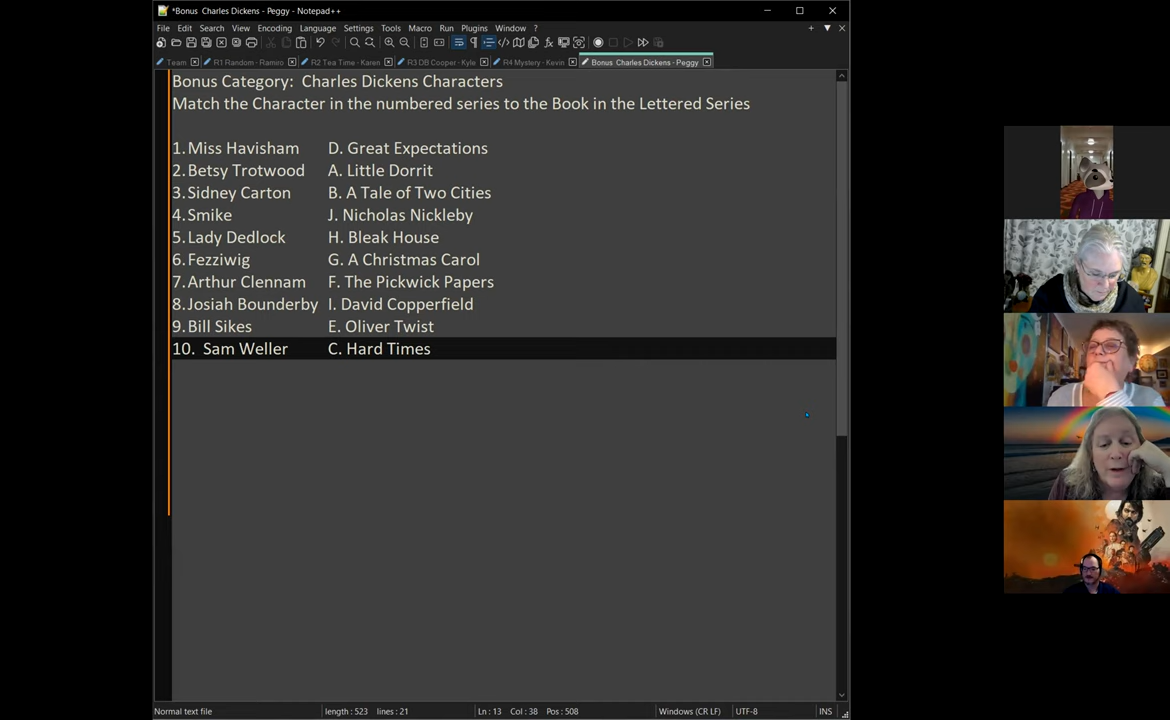 *Bonus  Charles Dickens - Peggy - Notepad++
File Edit Search View Encoding Language Settings Tools Macro Run Plugins Window ?
Team R1 Random - Ramiro R2 Tea Time - Karen R3 DB Cooper - Kyle R4 Mystery - Kevin Bonus  Charles Dickens - Peggy
Bonus Category:  Charles Dickens Characters
Match the Character in the numbered series to the Book in the Lettered Series
1. Miss Havisham D. Great Expectations
2. Betsy Trotwood A. Little Dorrit
3. Sidney Carton B. A Tale of Two Cities
4. Smike J. Nicholas Nickleby
5. Lady Dedlock H. Bleak House
6. Fezziwig G. A Christmas Carol
7. Arthur Clennam F. The Pickwick Papers
8. Josiah Bounderby I. David Copperfield
9. Bill Sikes E. Oliver Twist
10.  Sam Weller C. Hard Times
Normal text file length : 523 lines : 21 Ln : 13 Col : 38 Pos : 508 Windows (CR LF) UTF-8 INS